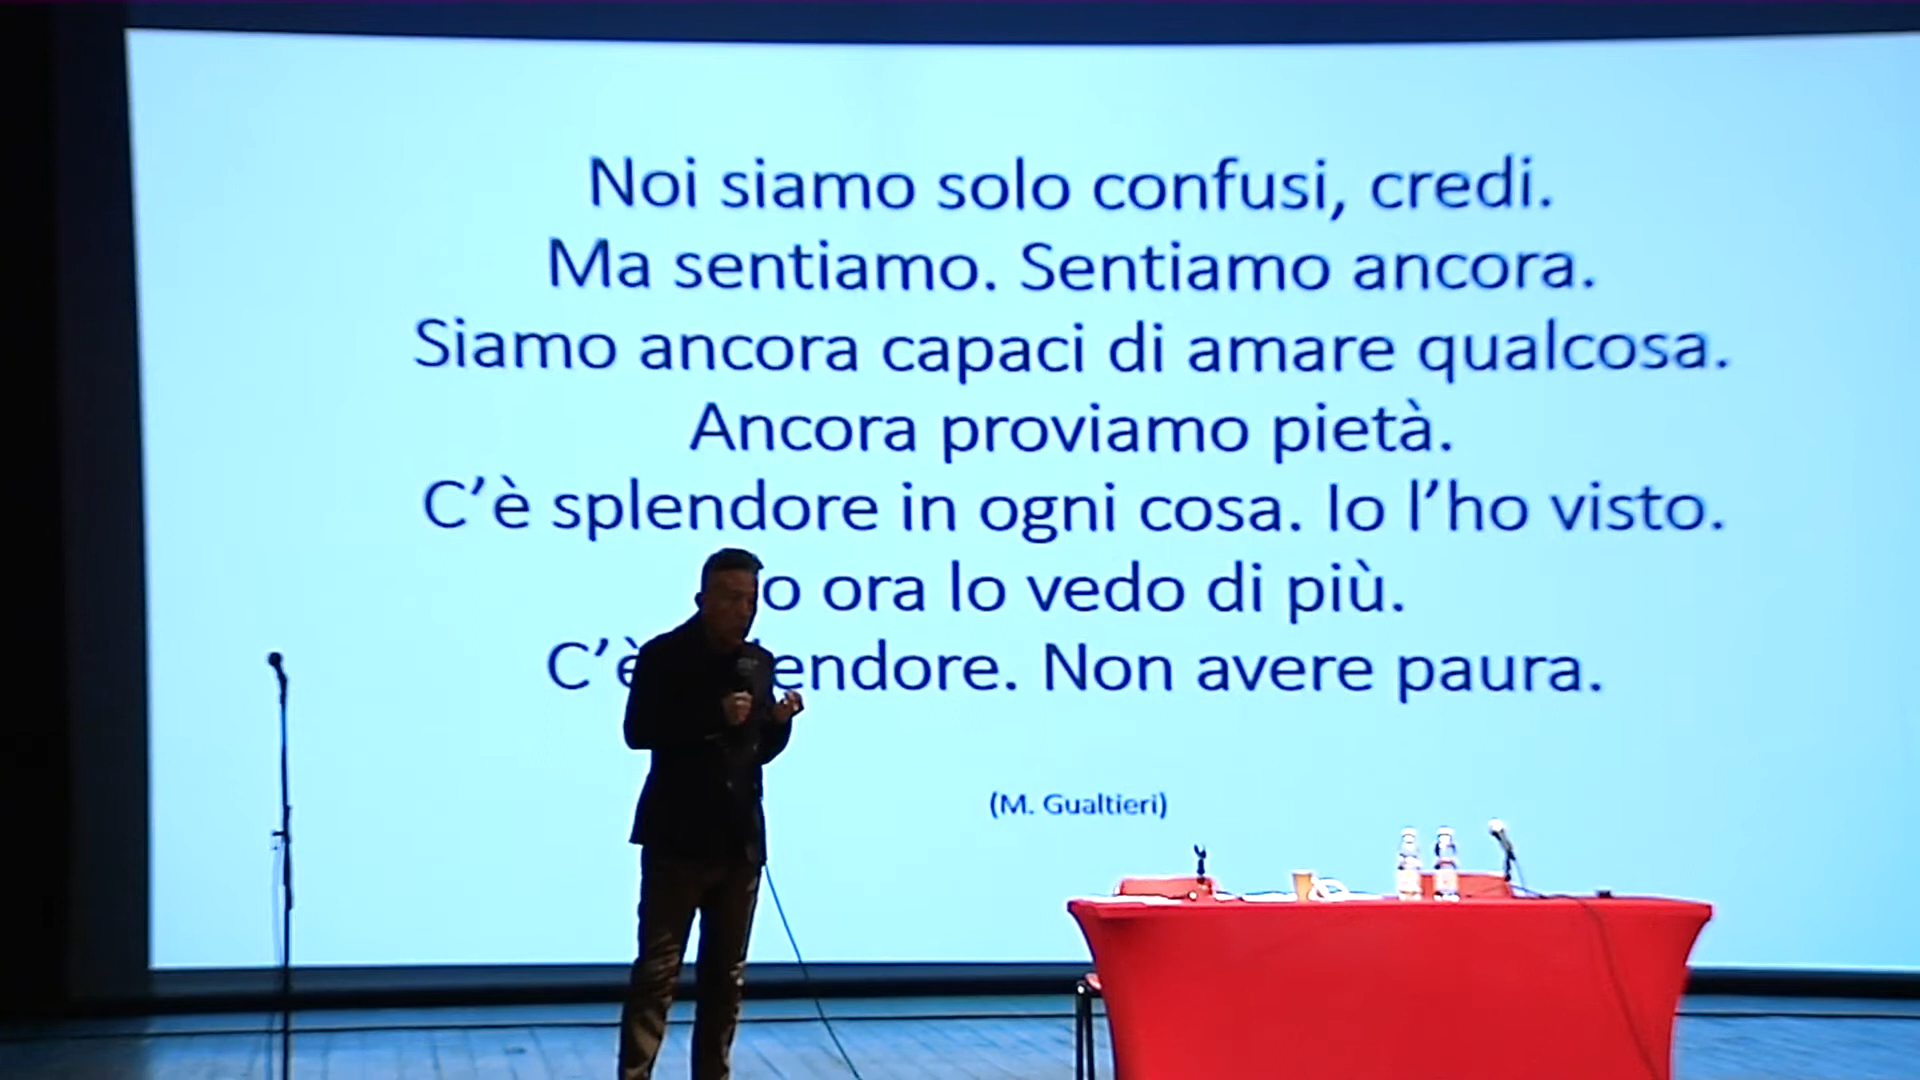 Noi siamo solo confusi, credi.
Ma sentiamo. Sentiamo ancora.
Siamo ancora capaci di amare qualcosa.
Ancora proviamo pietà.
C'è splendore in ogni cosa. Io l'ho visto.
ora lo vedo di più.
C'è Non avere paura.
(M. Gualtieri)